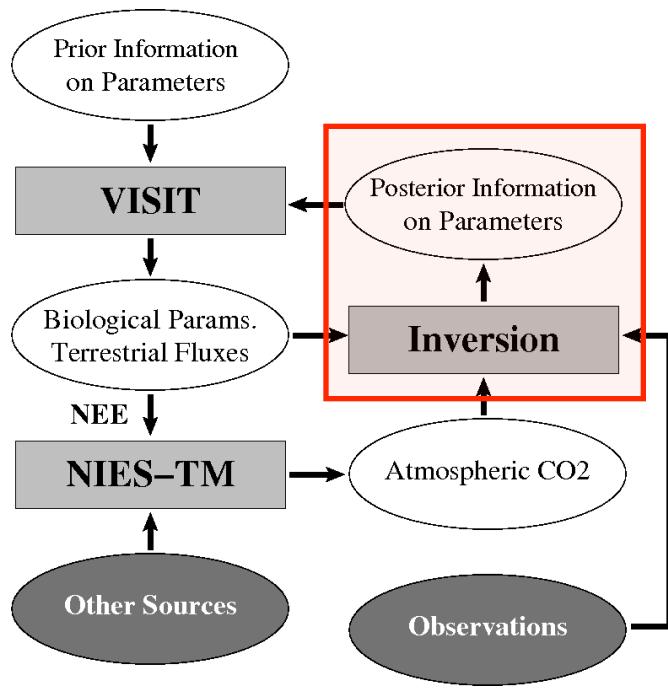 Prior Information
on Parameters
VISIT
Posterior Information
on Parameters
Biological Params.
Terrestrial Fluxes
Inversion
NEE
NIES–TM
Atmospheric CO2
Other Sources
Observations